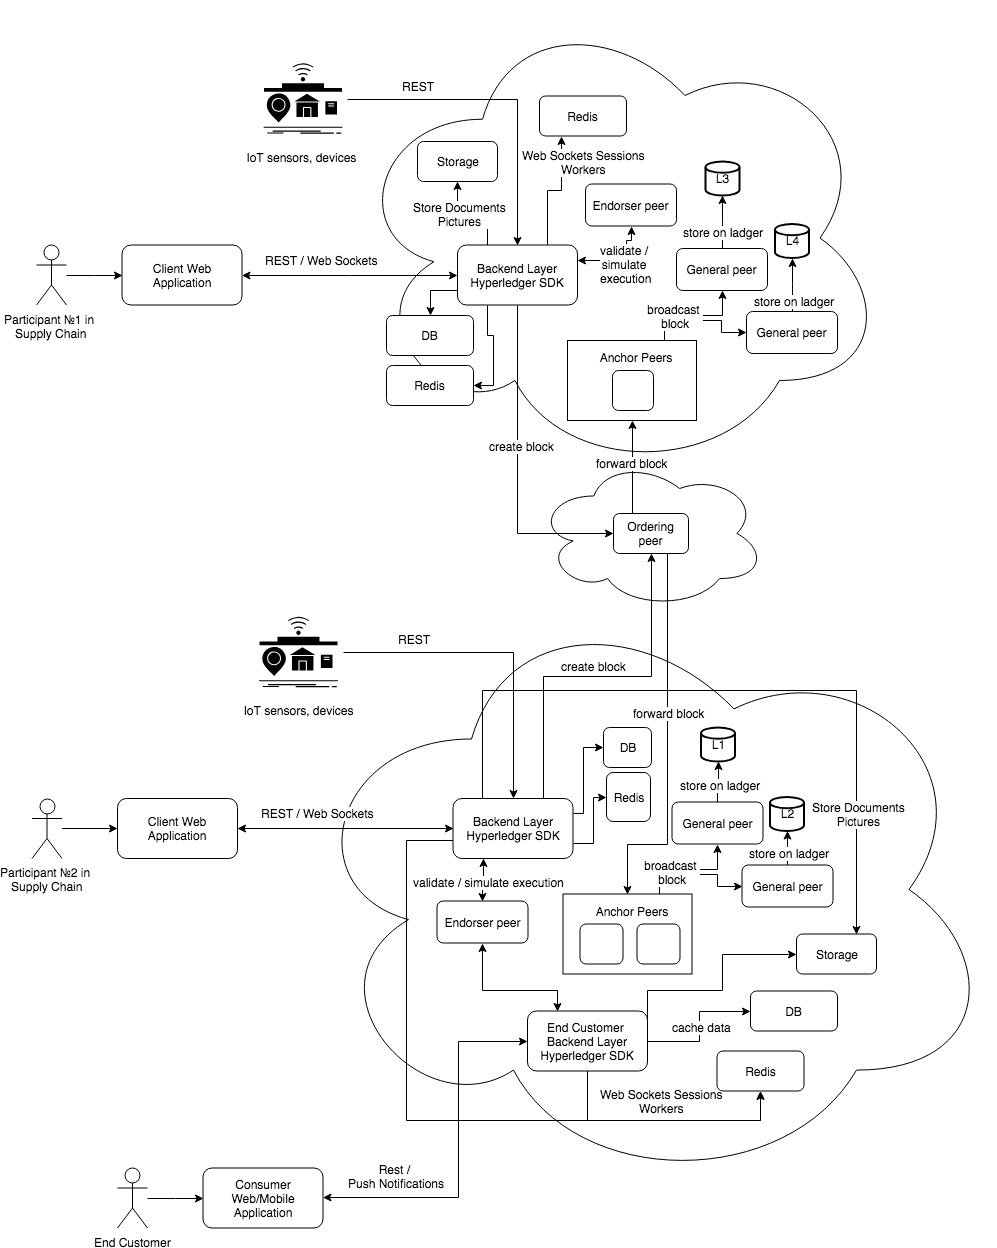 REST
IoT sensors, devices
Redis
Storage
Web Sockets Sessions
Workers
Store Documents
Pictures
Endorser peer
L3
store on ladger
L4
General peer
store on ladger
General peer
validate /
simulate
execution
Participant №1 in
Supply Chain
Client Web
Application
REST / Web Sockets
Backend Layer
Hyperledger SDK
DB
Redis
broadcast
block
Anchor Peers
create block
forward block
Ordering
peer
REST
IoT sensors, devices
create block
forward block
DB
Redis
L1
store on ladger
General peer
L2
store on ladger
General peer
Store Documents
Pictures
Participant №2 in
Supply Chain
Client Web
Application
REST / Web Sockets
Backend Layer
Hyperledger SDK
validate / simulate execution
Endorser peer
broadcast
block
Anchor Peers
Storage
End Customer
Backend Layer
Hyperledger SDK
cache data
DB
Redis
Web Sockets Sessions
Workers
End Customer
Consumer
Web/Mobile
Application
Rest /
Push Notifications